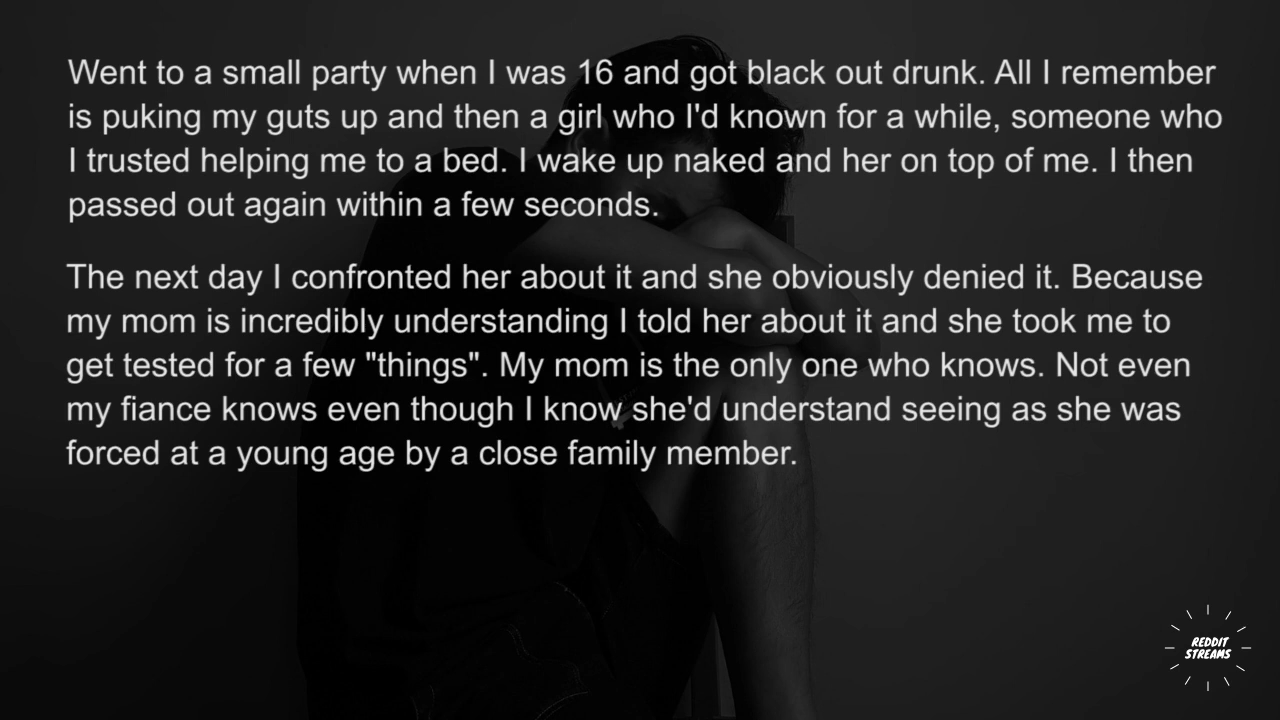 Went to a small party when I was 16 and got black out drunk. All I remember
is puking my guts up and then a girl who I'd known for a while, someone who
I trusted helping me to a bed. I wake up naked and her on top of me. I then
passed out again within a few seconds.
The next day I confronted her about it and she obviously denied it. Because
my mom is incredibly understanding I told her about it and she took me to
get tested for a few "things". My mom is the only one who knows. Not even
my fiance knows even though I know she'd understand seeing as she was
forced at a young age by a close family member.
REDDIT
STREAMS